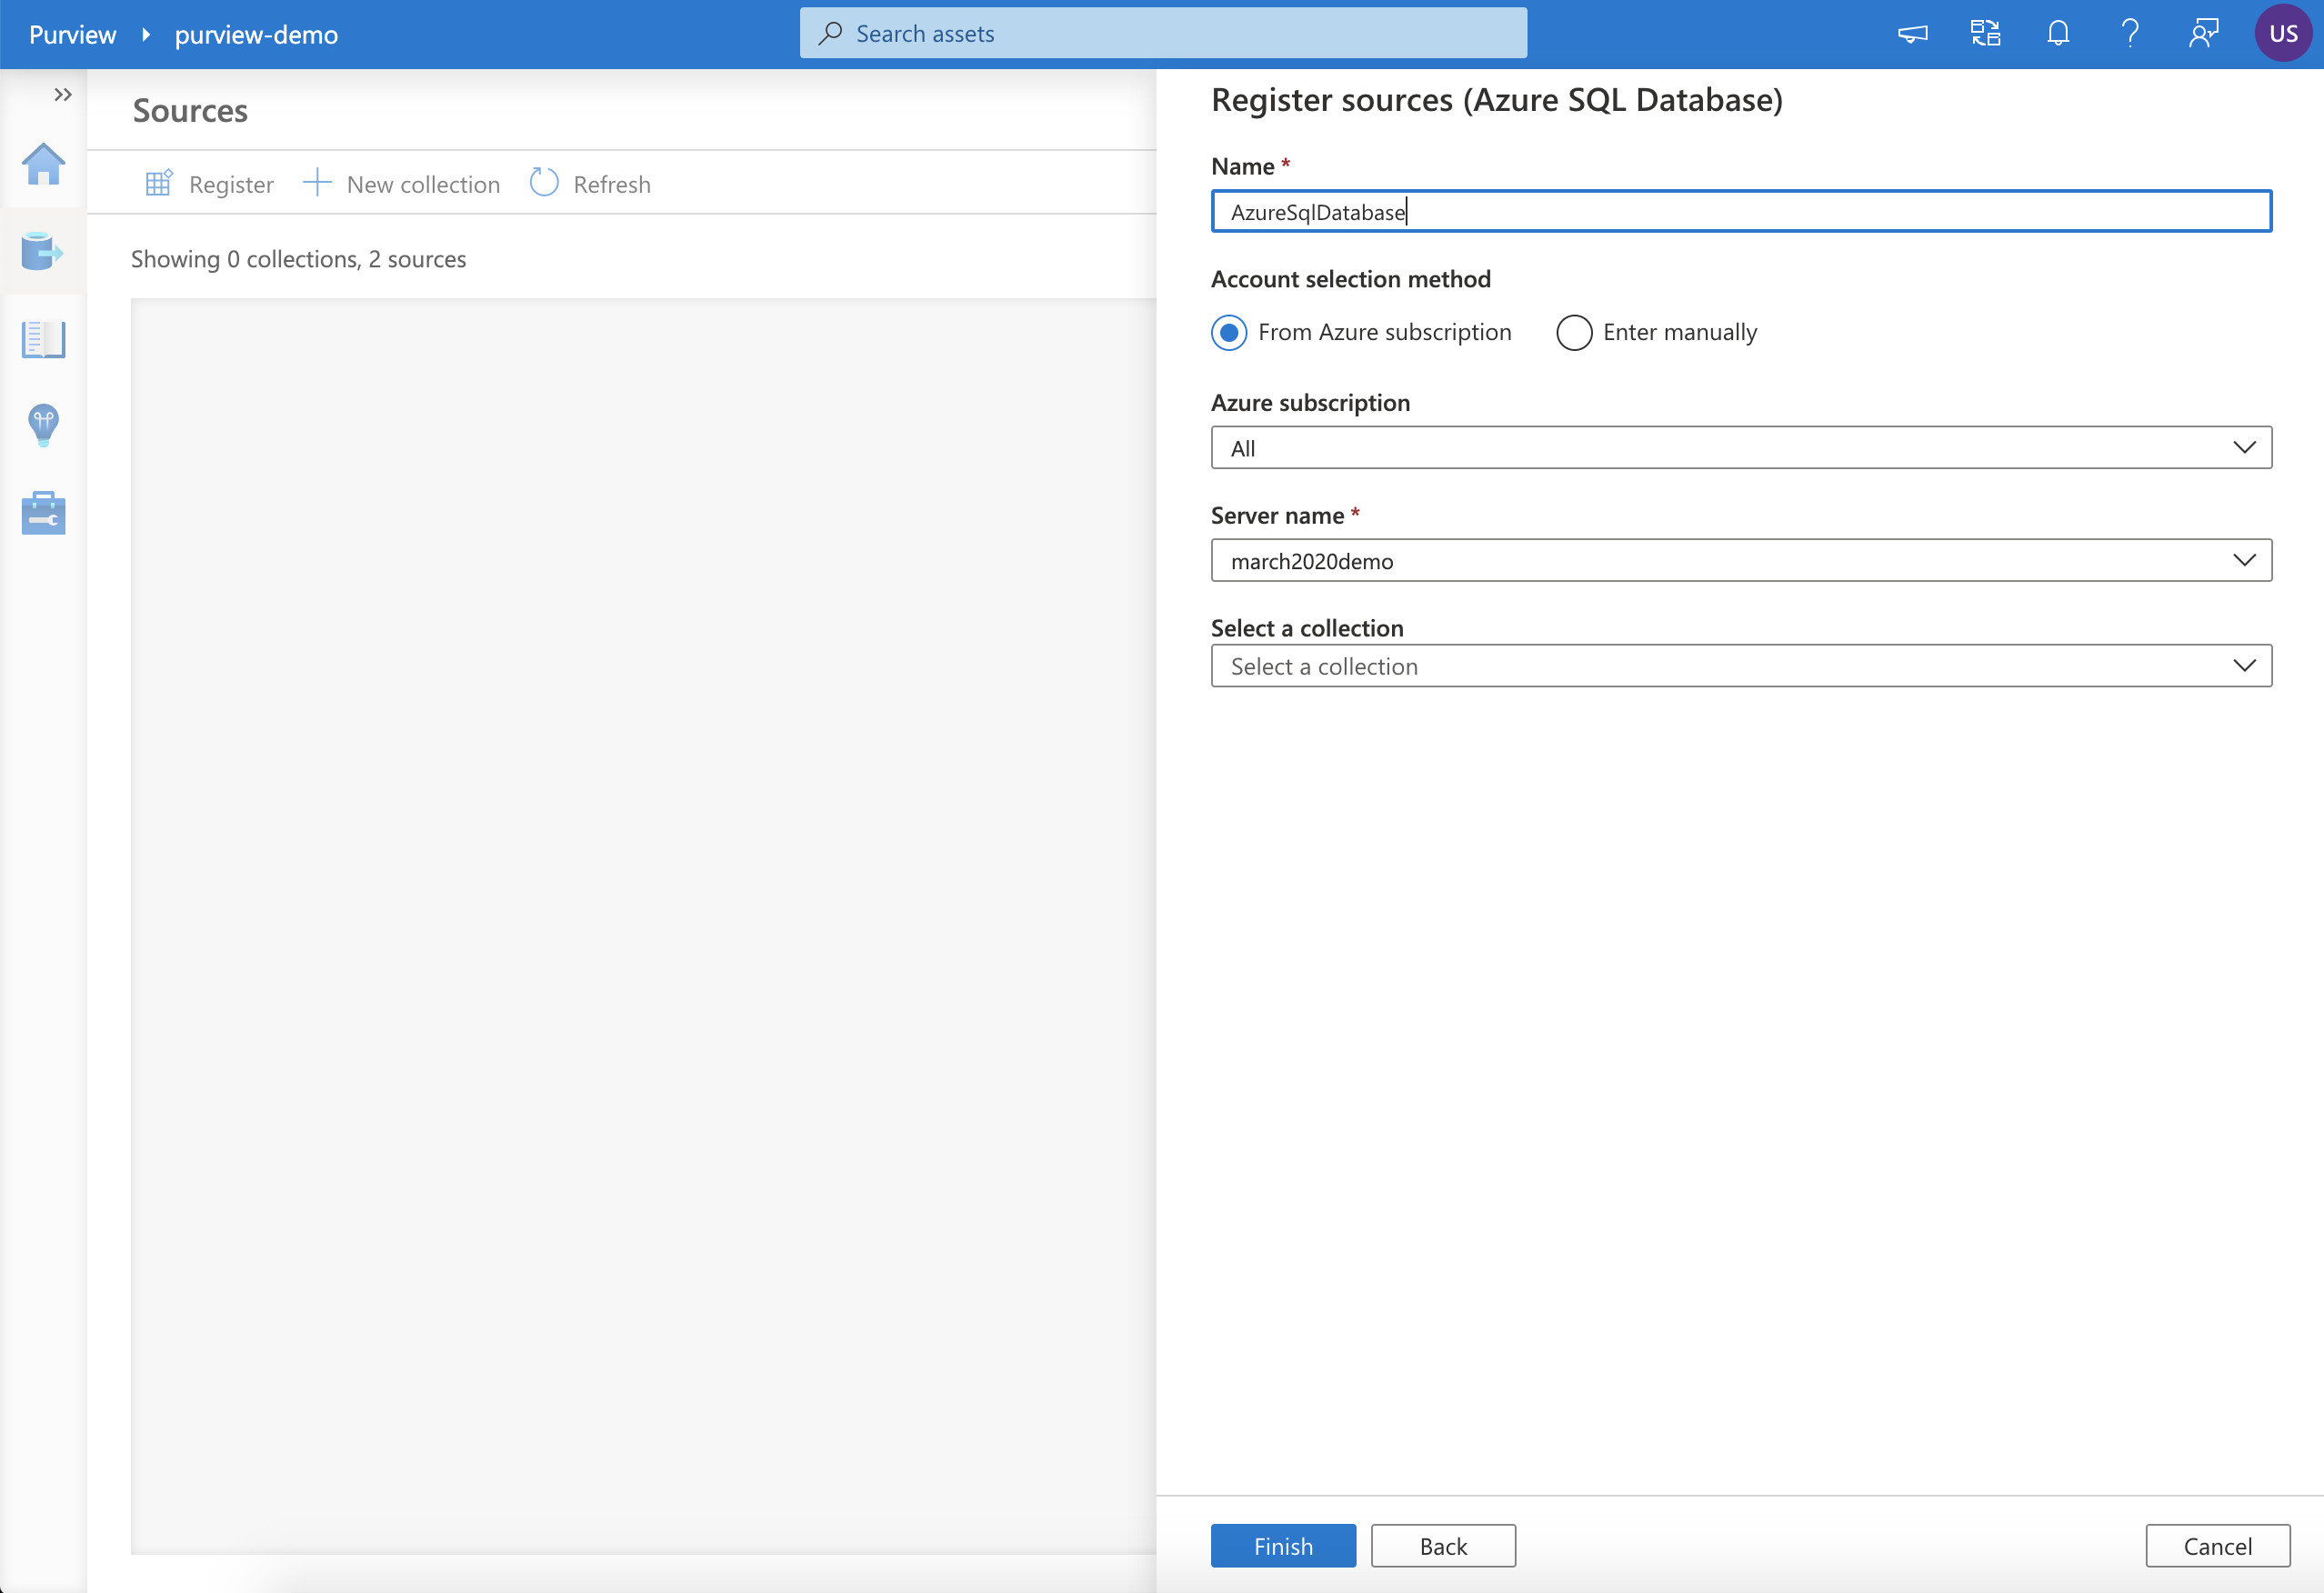 Purview purview-demo
Search assets
US
Sources
Register New collection Refresh
Showing 0 collections, 2 sources
Register sources (Azure SQL Database)
Name *
AzureSqlDatabase
Account selection method
From Azure subscription Enter manually
Azure subscription
All
Server name *
march2020demo
Select a collection
Select a collection
Finish Back Cancel